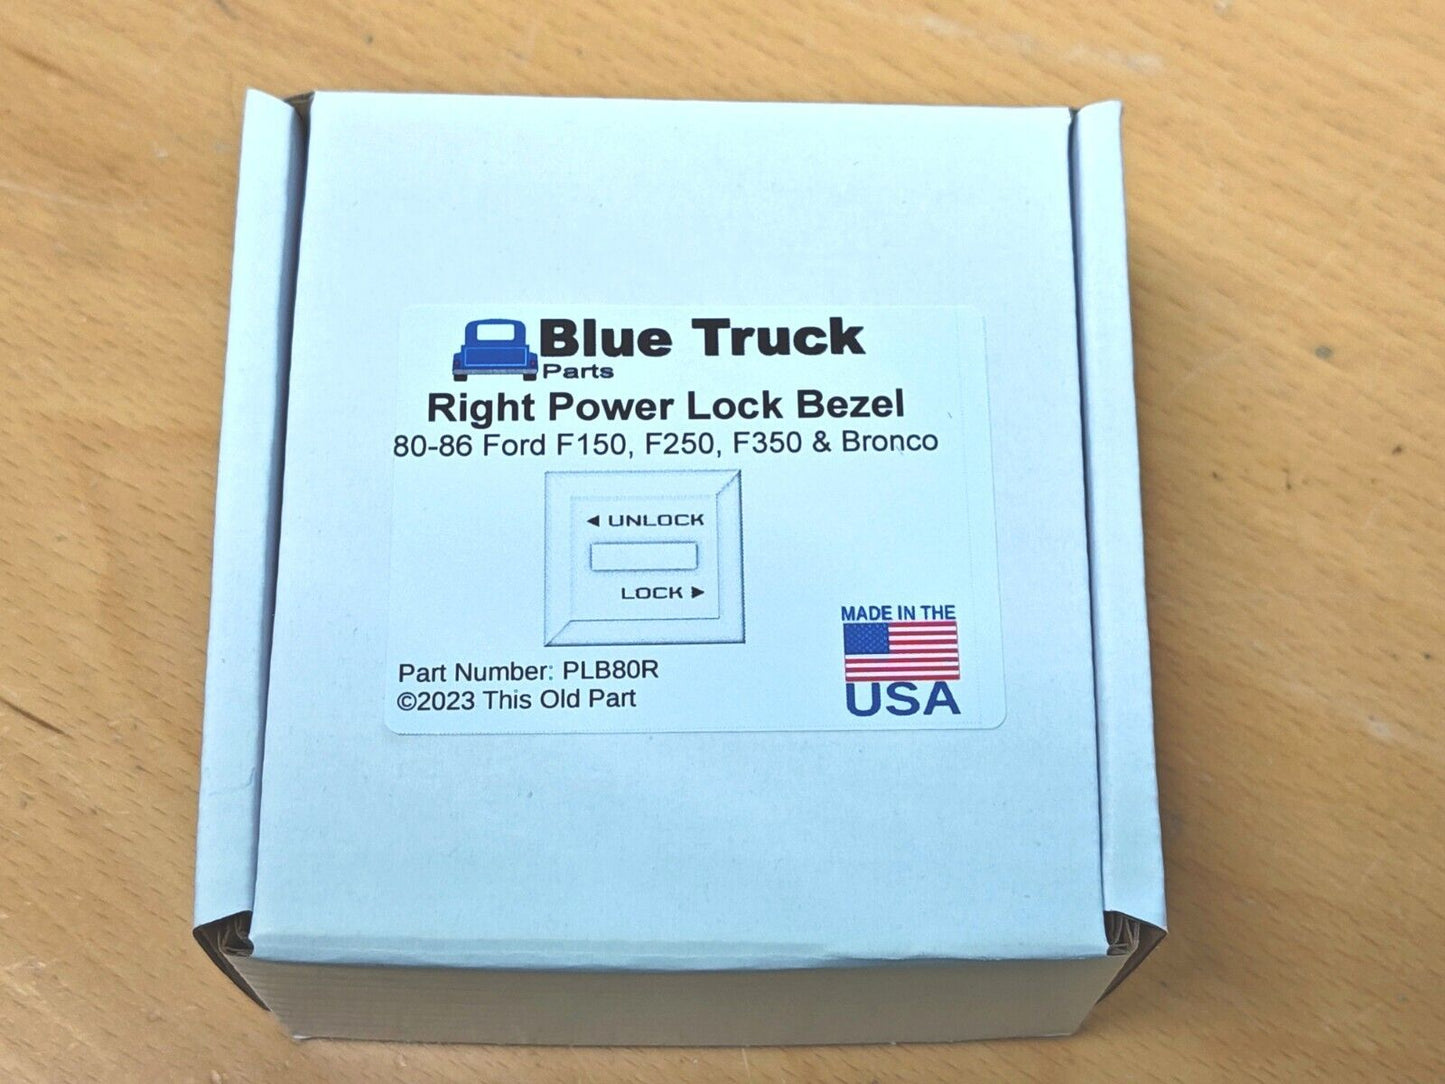 Blue Truck
Parts
Right Power Lock Bezel
80-86 Ford F150, F250, F350 & Bronco
◄ UNLOCK
LOCK ►
MADE IN THE
USA
Part Number: PLB80R
©2023 This Old Part